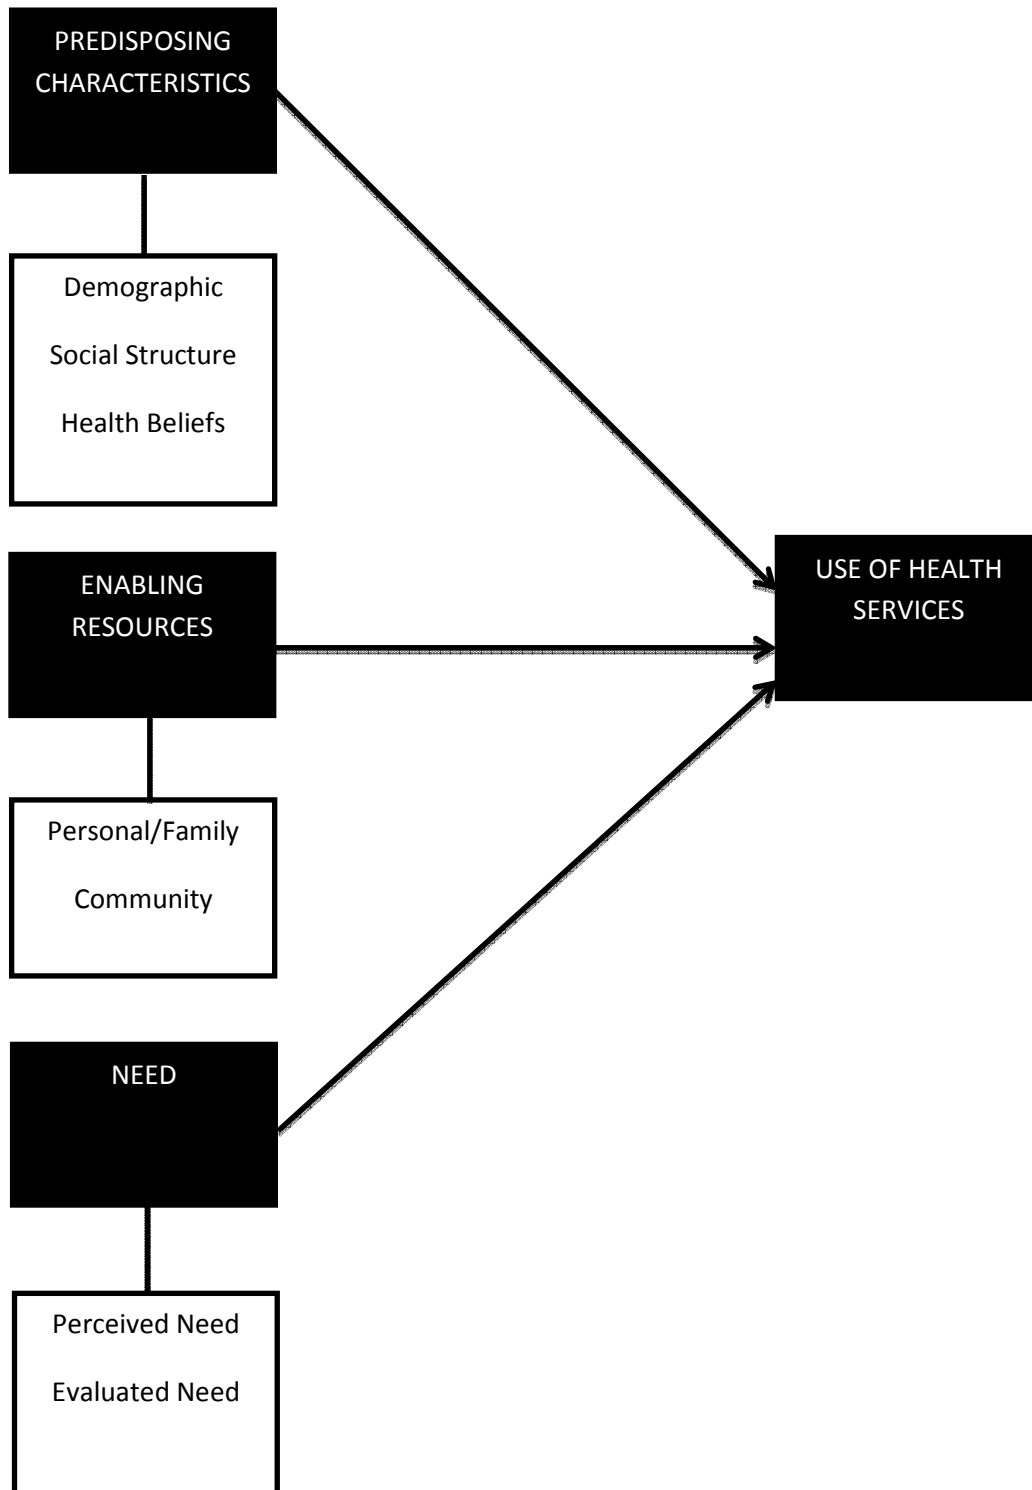 PREDISPOSING
CHARACTERISTICS
Demographic
Social Structure
Health Beliefs
ENABLING
RESOURCES
Personal/Family
Community
NEED
Perceived Need
Evaluated Need
USE OF HEALTH
SERVICES